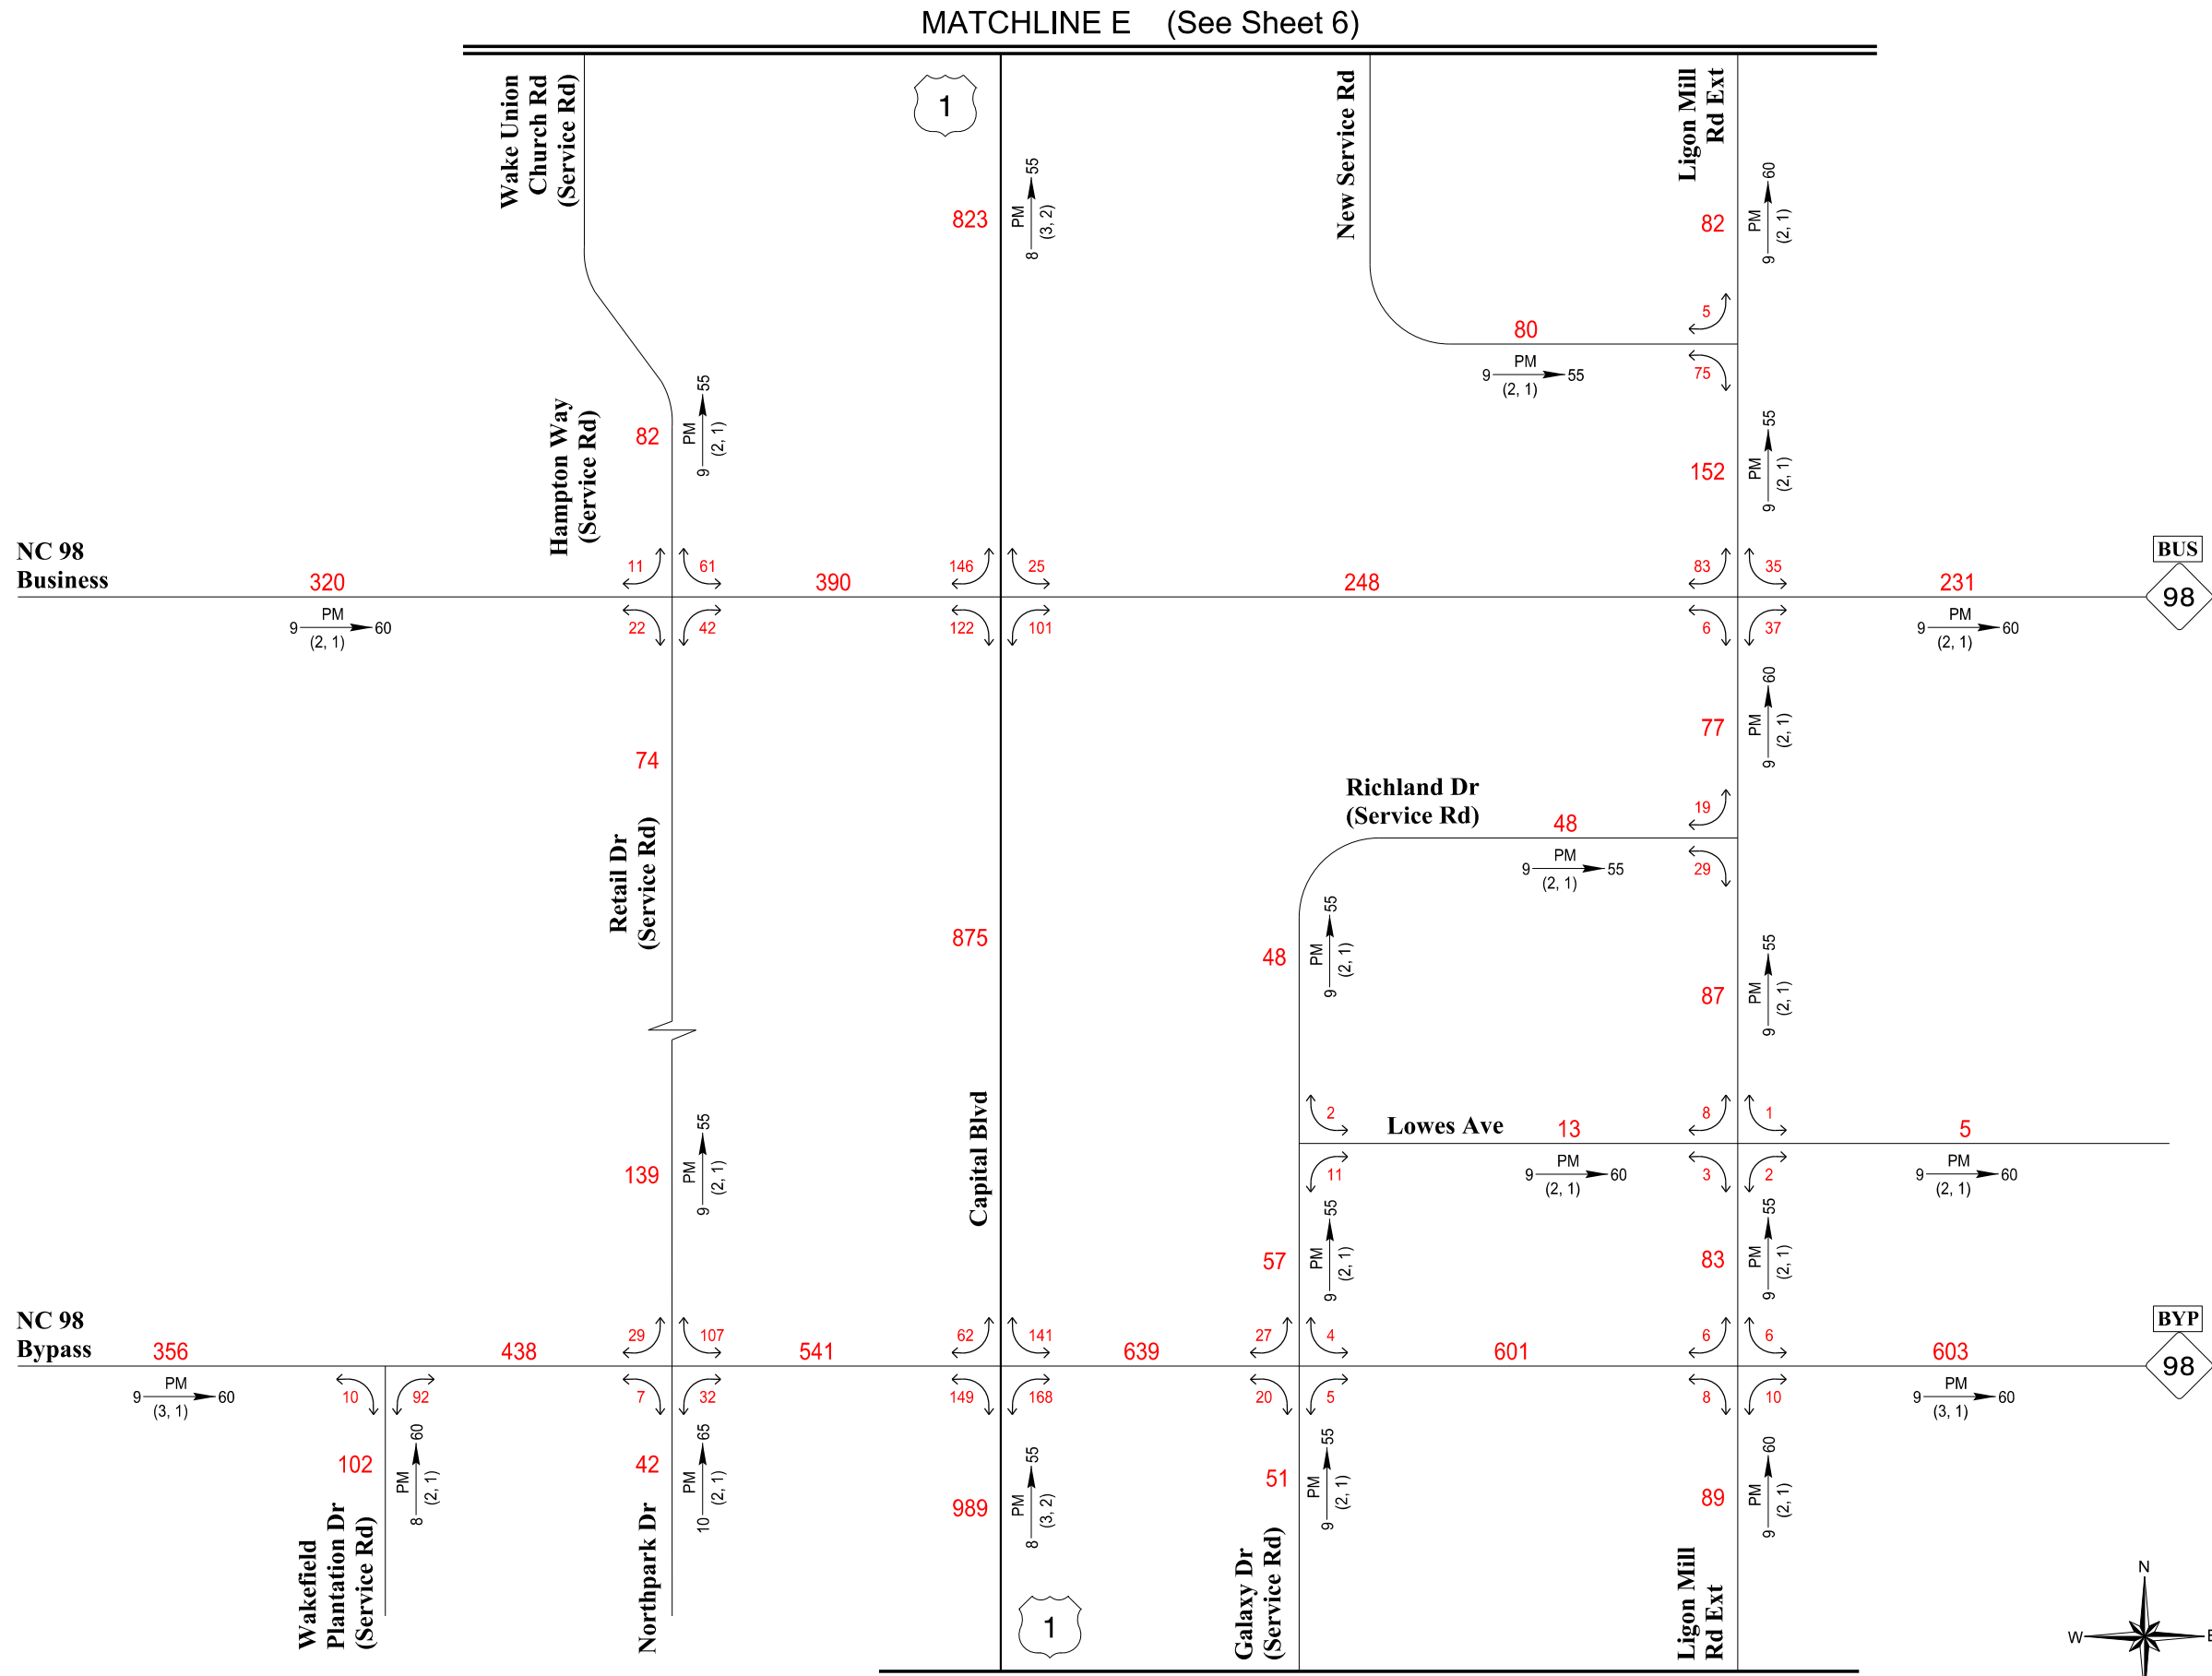 MATCHLINE E (See Sheet 6)
Wake Union
Church Rd
(Service Rd)
1
823
PM
8 55
(3, 2)
New Service Rd
Ligon Mill
Rd Ext
82
PM
9 60
(2, 1)
5
80
PM
9 55
(2, 1)
75
Hampton Way
(Service Rd)
82
PM
9 55
(2, 1)
152
PM
9 55
(2, 1)
NC 98
Business
320
11
61
390
146
25
248
83
35
231
BUS
98
PM
9 60
(2, 1)
22
42
122
101
6
37
PM
9 60
(2, 1)
74
Retail Dr
(Service Rd)
77
PM
9 60
(2, 1)
Richland Dr
(Service Rd)
48
19
PM
9 55
(2, 1)
29
875
48
PM
9 55
(2, 1)
87
PM
9 55
(2, 1)
Capital Blvd
2
Lowes Ave
13
8
1
5
139
PM
9 55
(2, 1)
11
PM
9 60
(2, 1)
3
2
PM
9 60
(2, 1)
57
PM
9 55
(2, 1)
83
PM
9 55
(2, 1)
NC 98
Bypass
356
438
29
107
541
62
141
639
27
4
601
6
6
603
BYP
98
PM
9 60
(3, 1)
10
92
7
32
149
168
20
5
8
10
PM
9 60
(3, 1)
102
PM
8 60
(2, 1)
42
PM
10 65
(2, 1)
989
PM
8 55
(3, 2)
51
PM
9 55
(2, 1)
89
PM
9 60
(2, 1)
Wakefield
Plantation Dr
(Service Rd)
Northpark Dr
1
Galaxy Dr
(Service Rd)
Ligon Mill
Rd Ext
N
W
E